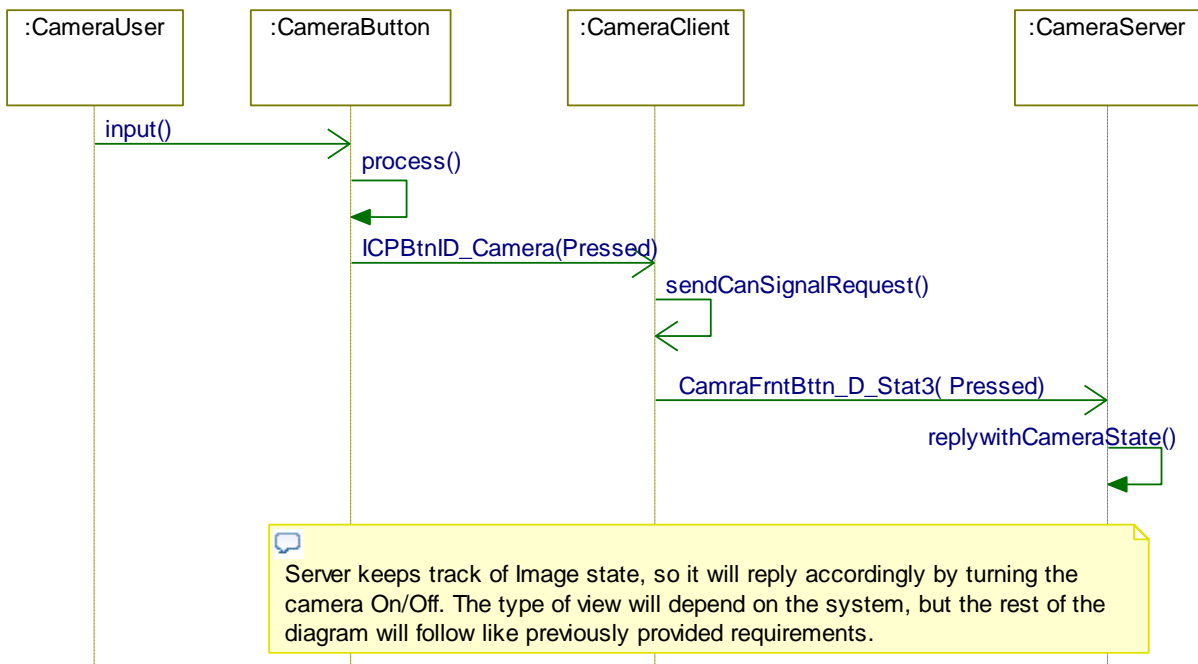 :CameraUser
:CameraButton
:CameraClient
:CameraServer
input()
process()
ICPBtnID_Camera(Pressed)
sendCanSignalRequest()
CamraFrntBttn_D_Stat3( Pressed)
replywithCameraState()
Server keeps track of Image state, so it will reply accordingly by turning the
camera On/Off. The type of view will depend on the system, but the rest of the
diagram will follow like previously provided requirements.